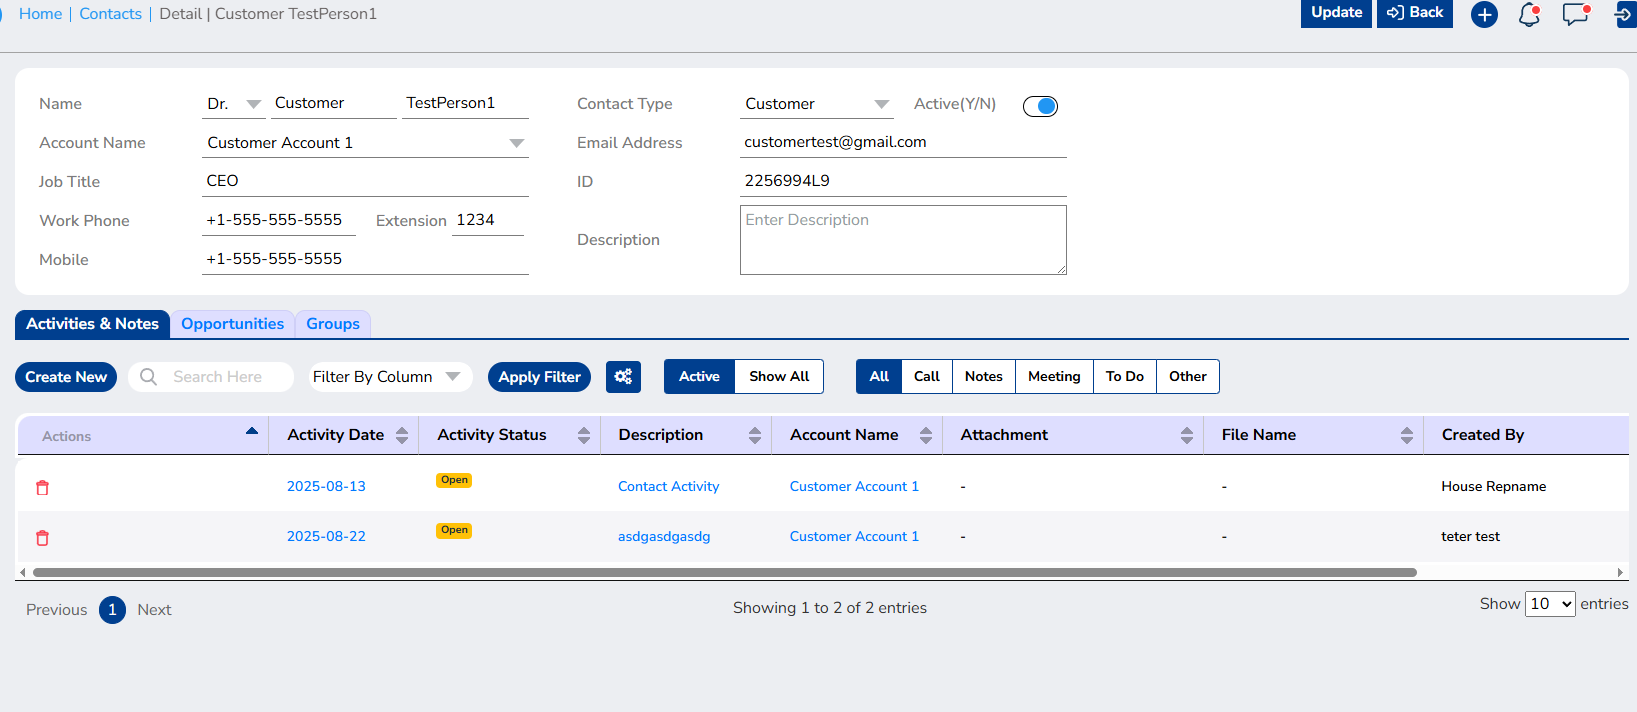 Home | Contacts | Detail | Customer TestPerson1
Update
Back
Name Dr. Customer TestPerson1 Contact Type Customer Active(Y/N)
Account Name Customer Account 1 Email Address customertest@gmail.com
Job Title CEO ID 2256994L9
Work Phone +1-555-555-5555 Extension 1234 Description Enter Description
Mobile +1-555-555-5555
Activities & Notes Opportunities Groups
Create New Search Here Filter By Column Apply Filter Active Show All All Call Notes Meeting To Do Other
Actions Activity Date Activity Status Description Account Name Attachment File Name Created By
2025-08-13 Open Contact Activity Customer Account 1 - - House Repname
2025-08-22 Open asdgasdgasdg Customer Account 1 - - teter test
Previous 1 Next Showing 1 to 2 of 2 entries Show 10 entries